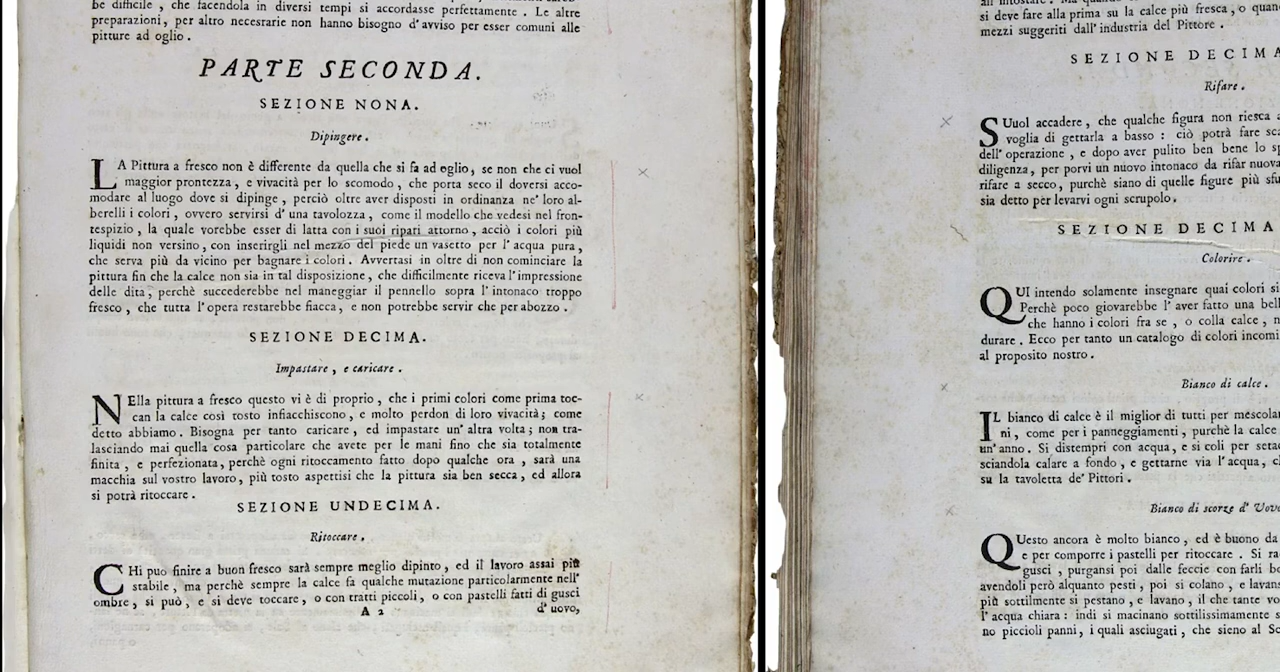 be difficile , che facendola in diversi tempi si accordasse perfettamente . Le altre
preparazioni, per altro necesrarie non hanno bisogno d'avviso per esser comuni alle
pitture ad oglio .
PARTE SECONDA.
SEZIONE NONA.
Dipingere .
LA Pittura a fresco non è differente da quella che si fa ad oglio, se non che ci vuol
maggior prontezza, e vivacità per lo scomodo, che porta seco il doversi acco-
modare al luogo dove si dipinge, perciò oltre aver disposti in ordinanza ne' loro al-
berelli i colori, ovvero servirsi d' una tavolozza, come il modello che vedesi nel fron-
tespizio, la quale vorebbe esser di latta con i suoi ripari attorno, acciò i colori più
liquidi non versino, con inserirgli nel mezzo del piede un vasetto per l' acqua pura,
che serva più da vicino per bagnare i colori . Avvertasi in oltre di non cominciare la
pittura fin che la calce non sia in tal disposizione, che difficilmente riceva l'impressione
delle dita, perchè succederebbe nel maneggiar il pennello sopra l'intonaco troppo
fresco, che tutta l'opera restarebbe fiacca, e non potrebbe servir che per abozzo .
SEZIONE DECIMA.
Impastare , e caricare .
NElla pittura a fresco questo vi è di proprio, che i primi colori come prima toc-
can la calce così tosto infiacchiscono, e molto perdon di loro vivacità; come
detto abbiamo . Bisogna per tanto caricare, ed impastare un' altra volta; non tra-
lasciando mai quella cosa particolare che avete per le mani fino che sia totalmente
finita, e perfezionata, perchè ogni ritoccamento fatto dopo qualche ora, sarà una
macchia sul vostro lavoro, più tosto aspettisi che la pittura sia ben secca, ed allora
si potrà ritoccare .
SEZIONE UNDECIMA.
Ritoccare .
CHi puo finire a buon fresco sarà sempre meglio dipinto, ed il lavoro assai più
stabile, ma perchè sempre la calce fa qualche mutazione particolarmente nell'
ombre, si può, e si deve toccare, o con tratti piccoli, o con pastelli fatti di gusci
A 2 d' uovo,
si deve fare alla prima su la calce più fresca, o quan
mezzi suggeriti dall' industria del Pittore .
SEZIONE DECIMA
Rifare .
SUuol accadere, che qualche figura non riesca a
voglia di gettarla a basso : ciò potrà fare sc
dell' operazione, e dopo aver pulito ben bene lo sp
diligenza, per porvi un nuovo intonaco da rifar nuova
rifare a secco, purchè siano di quelle figure più sfu
sia detto per levarvi ogni scrupolo .
SEZIONE DECIMA
Colorire .
QUI intendo solamente insegnare quai colori si
Perchè poco giovarebbe l' aver fatto una bell
che hanno i colori fra se, o colla calce, n
durare . Ecco per tanto un catalogo di colori incomi
al proposito nostro .
Bianco di calce .
IL bianco di calce è il miglior di tutti per mescola
ni, come per i panneggiamenti, purchè la calce
un'anno . Si distempri con acqua, e si coli per seta
sciandola calare a fondo, e gettarne via l'acqua, c
su la tavoletta de' Pittori .
Bianco di scorze d' Uovo
QUesto ancora è molto bianco, ed è buono da
e per comporre i pastelli per ritoccare . Si ra
gusci, purgansi poi dalle feccie con farli bo
avendoli però alquanto pesti, poi si colano, e lavans
più sottilmente si pestano, e lavano, il che tante vo
l'acqua chiara : indi si macinano sottilissimamente s
no piccioli panni, i quali asciugati, che sieno al So